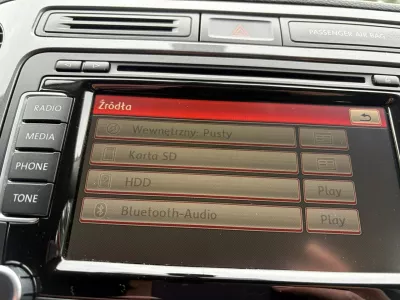 PASSENGER AIR BAG
Źródła
RADIO
MEDIA
PHONE
TONE
Wewnętrzny: Pusty
Karta SD
HDD
Play
Bluetooth-Audio
Play